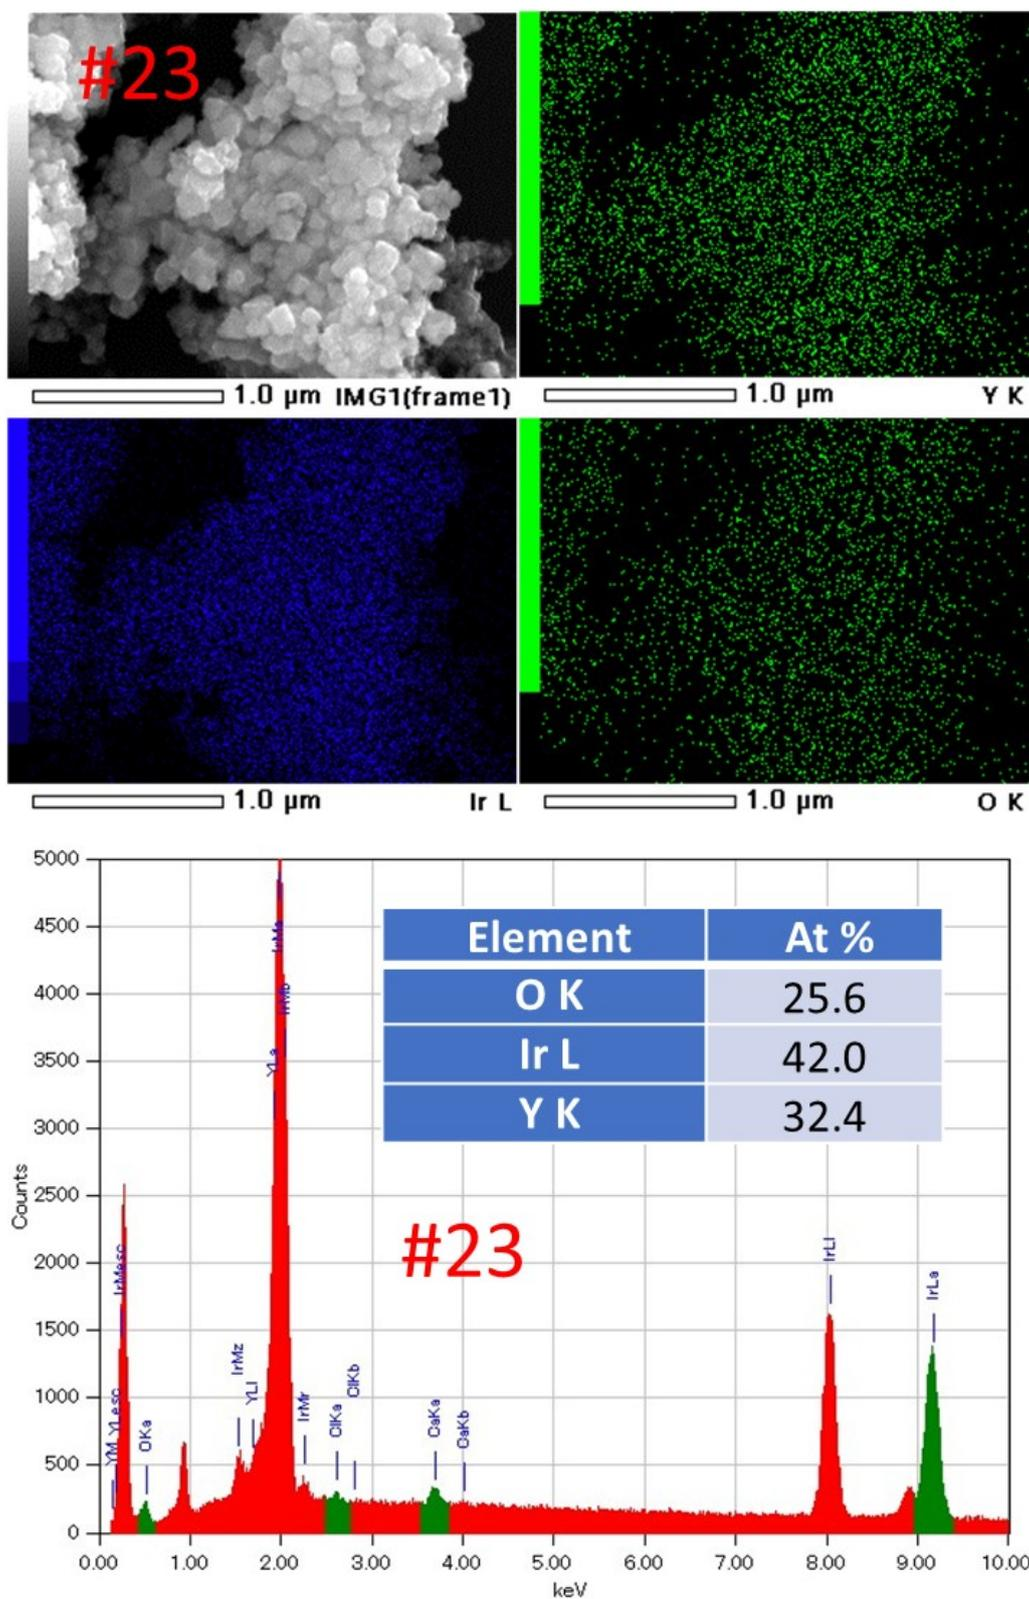 #23
1.0 µm IMG1(frame1)
1.0 µm Y K
1.0 µm Ir L
1.0 µm O K
5000
4500
4000
3500
3000
2500
2000
1500
1000
500
0
Counts
Element At %
O K 25.6
Ir L 42.0
Y K 32.4
#23
YM
YLesc
IrMesc
OKa
IrMz
YLl
YLa
IrMa
IrMb
IrMr
ClKa
ClKb
CaKa
CaKb
IrLl
IrLa
0.00 1.00 2.00 3.00 4.00 5.00 6.00 7.00 8.00 9.00 10.00
keV